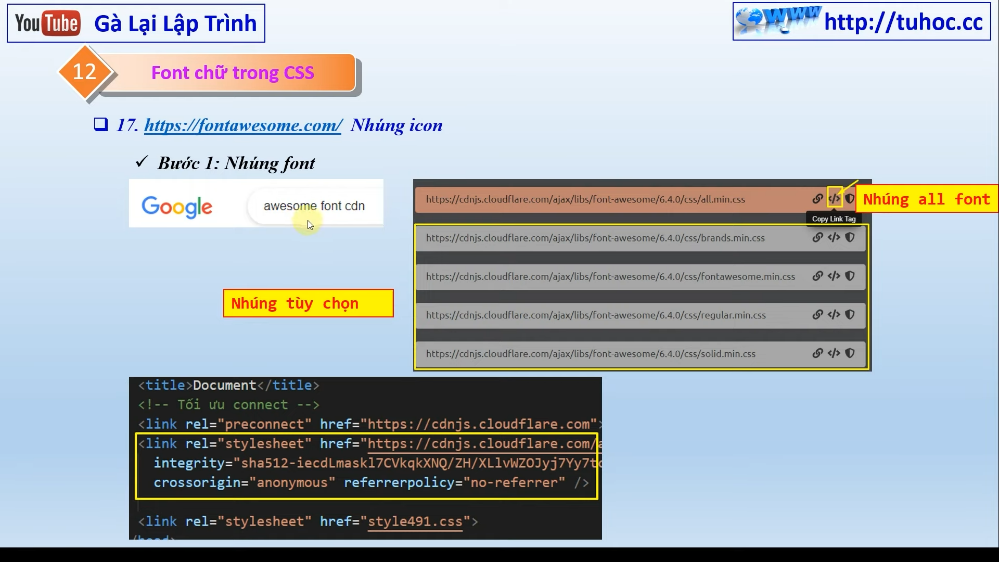 YouTube Gà Lại Lập Trình
www http://tuhoc.cc
12 Font chữ trong CSS
17. https://fontawesome.com/ Nhúng icon
Bước 1: Nhúng font
Google awesome font cdn
https://cdnjs.cloudflare.com/ajax/libs/font-awesome/6.4.0/css/all.min.css
Nhúng all font
Copy Link Tag
https://cdnjs.cloudflare.com/ajax/libs/font-awesome/6.4.0/css/brands.min.css
https://cdnjs.cloudflare.com/ajax/libs/font-awesome/6.4.0/css/fontawesome.min.css
Nhúng tùy chọn
https://cdnjs.cloudflare.com/ajax/libs/font-awesome/6.4.0/css/regular.min.css
https://cdnjs.cloudflare.com/ajax/libs/font-awesome/6.4.0/css/solid.min.css
<title>Document</title>
<!-- Tối ưu connect -->
<link rel="preconnect" href="https://cdnjs.cloudflare.com">
<link rel="stylesheet" href="https://cdnjs.cloudflare.com/
integrity="sha512-iecdLmaskl7CVkqkXNQ/ZH/XLlvWZOJyj7Yy7tc
crossorigin="anonymous" referrerpolicy="no-referrer" />
<link rel="stylesheet" href="style491.css">